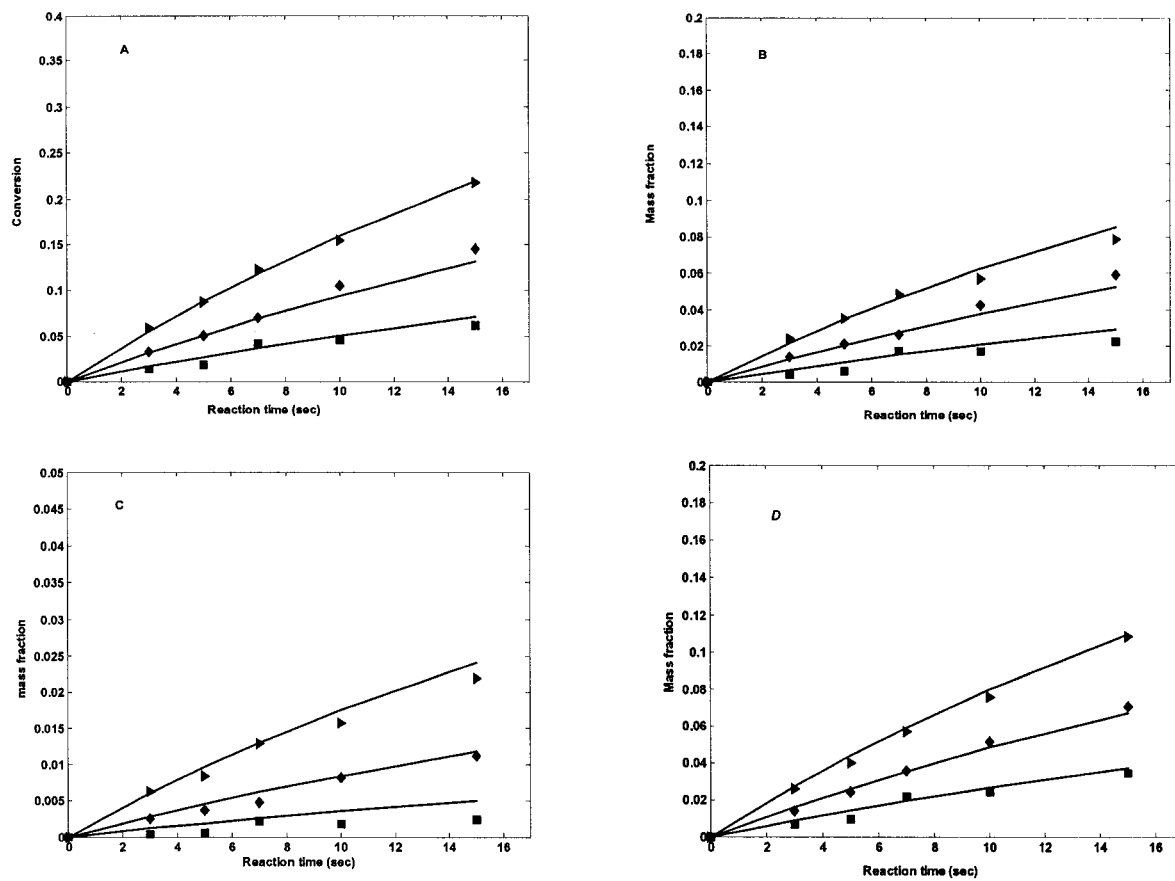 A
Conversion
0.4
0.35
0.3
0.25
0.2
0.15
0.1
0.05
0
0 2 4 6 8 10 12 14 16
Reaction time (sec)
B
Mass fraction
0.2
0.18
0.16
0.14
0.12
0.1
0.08
0.06
0.04
0.02
0
0 2 4 6 8 10 12 14 16
Reaction time (sec)
C
mass fraction
0.05
0.045
0.04
0.035
0.03
0.025
0.02
0.015
0.01
0.005
0
0 2 4 6 8 10 12 14 16
Reaction time (sec)
D
Mass fraction
0.2
0.18
0.16
0.14
0.12
0.1
0.08
0.06
0.04
0.02
0
0 2 4 6 8 10 12 14 16
Reaction time (sec)